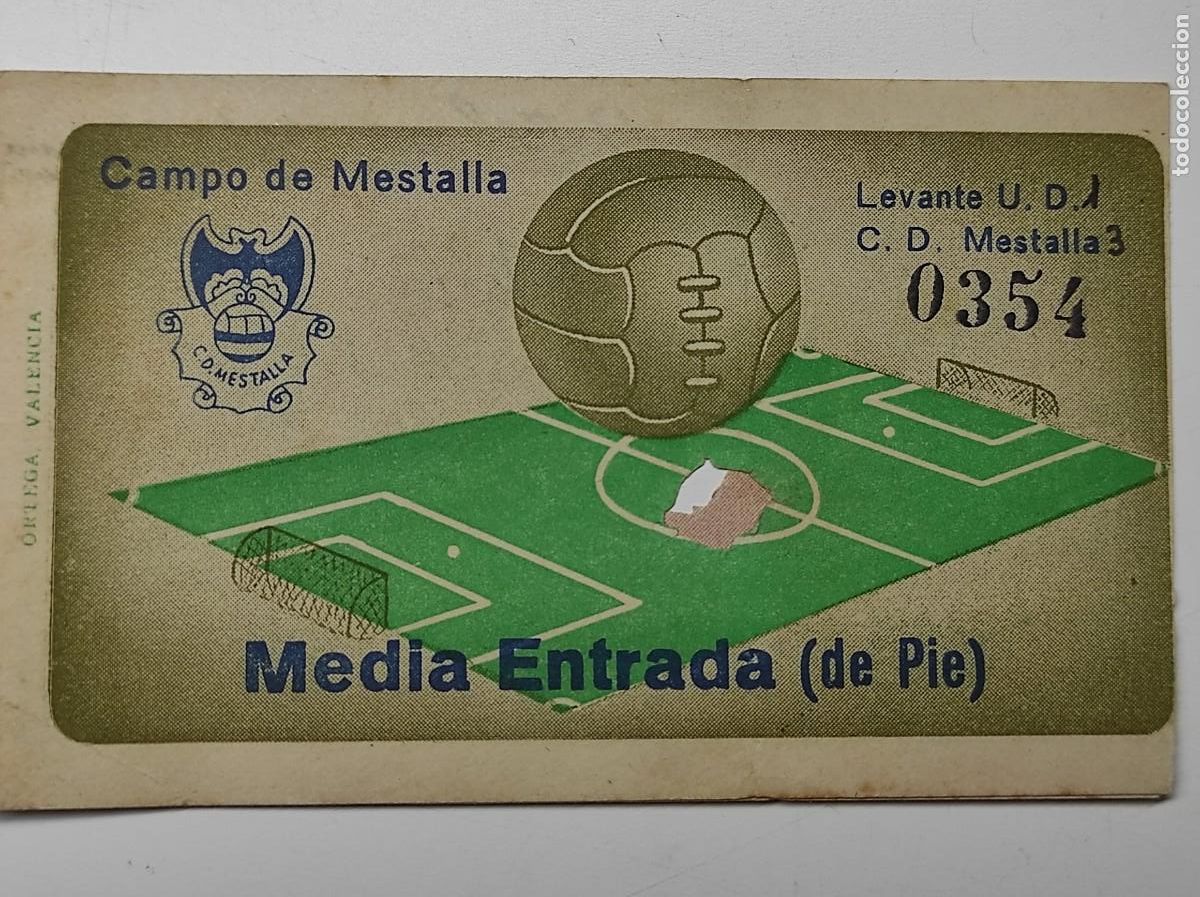 Campo de Mestalla
C.D. MESTALLA
Levante U. D. 1
C. D. Mestalla 3
0354
Media Entrada (de Pie)
ORTEGA VALENCIA
todocoleccion